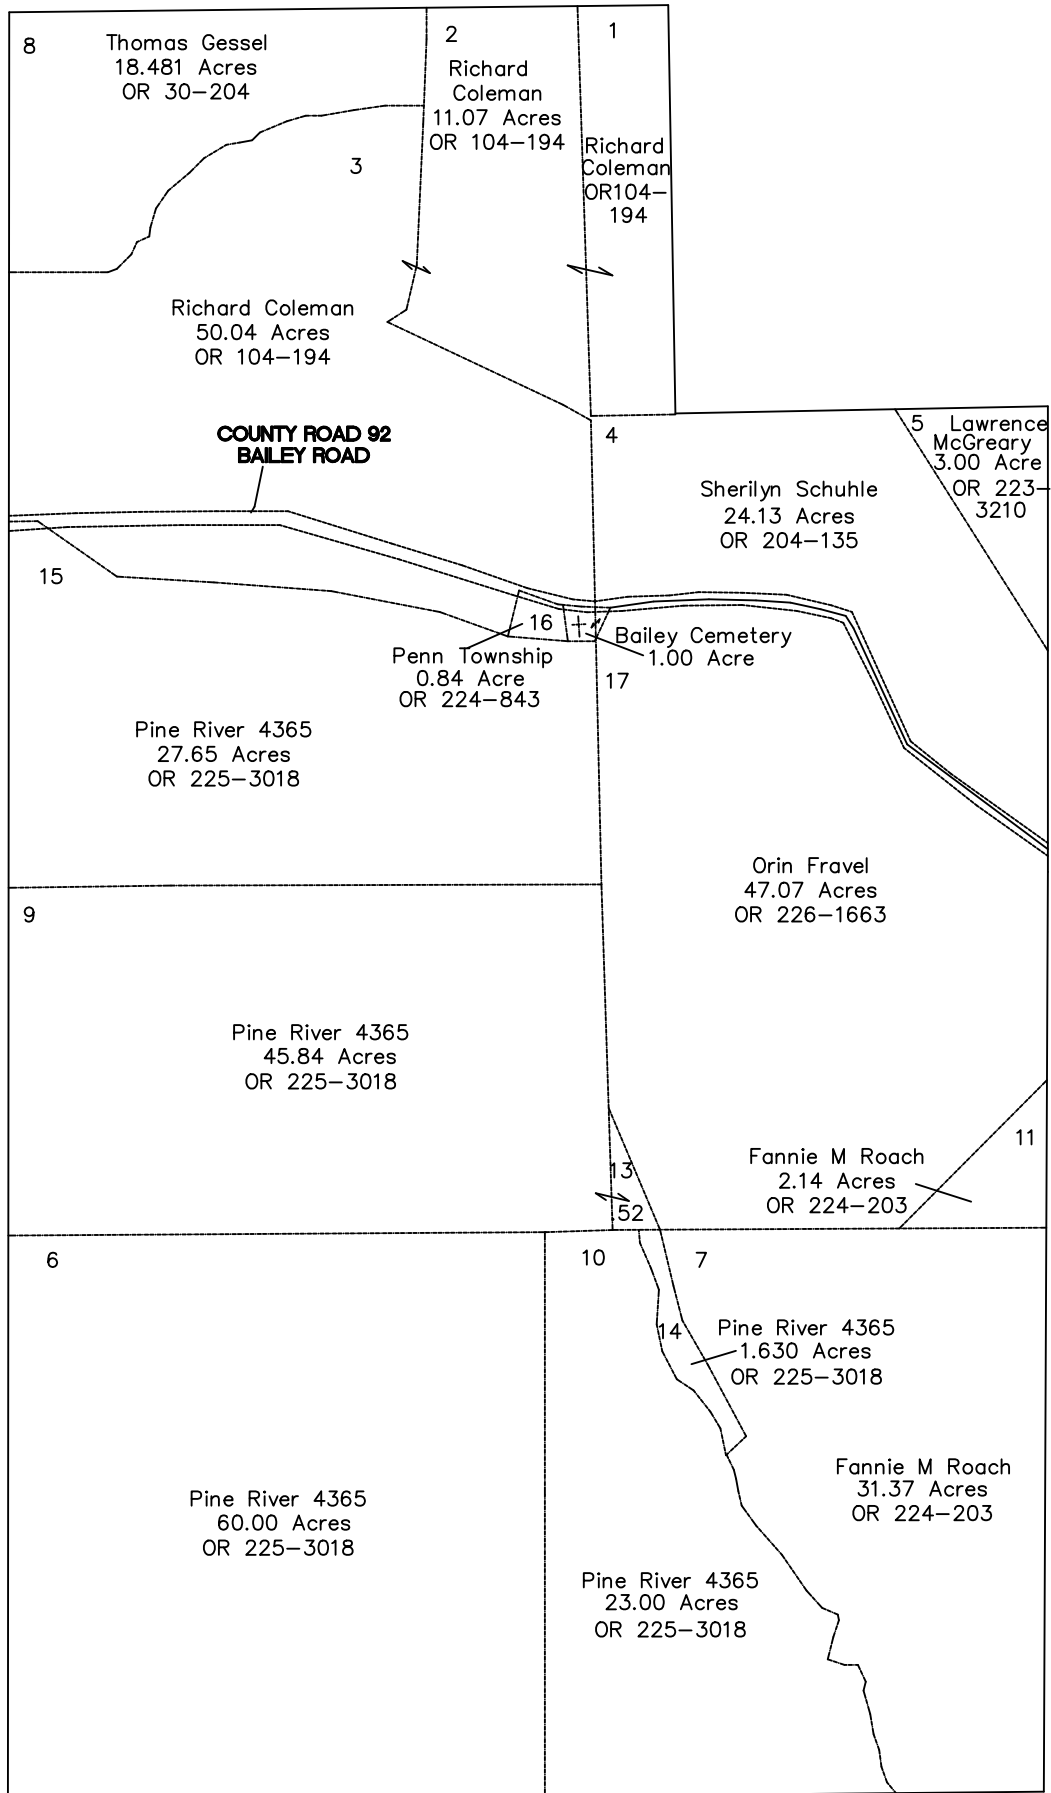 8
Thomas Gessel
18.481 Acres
OR 30-204
2
Richard
Coleman
11.07 Acres
OR 104-194
1
Richard
Coleman
OR104-
194
3
Richard Coleman
50.04 Acres
OR 104-194
COUNTY ROAD 92
BAILEY ROAD
4
Sherilyn Schuhle
24.13 Acres
OR 204-135
5 Lawrence
McGreary
3.00 Acre
OR 223-
3210
15
16
Penn Township
0.84 Acre
OR 224-843
Bailey Cemetery
1.00 Acre
17
Pine River 4365
27.65 Acres
OR 225-3018
Orin Fravel
47.07 Acres
OR 226-1663
9
Pine River 4365
45.84 Acres
OR 225-3018
13
52
Fannie M Roach
2.14 Acres
OR 224-203
11
6
10
7
14
Pine River 4365
1.630 Acres
OR 225-3018
Fannie M Roach
31.37 Acres
OR 224-203
Pine River 4365
60.00 Acres
OR 225-3018
Pine River 4365
23.00 Acres
OR 225-3018